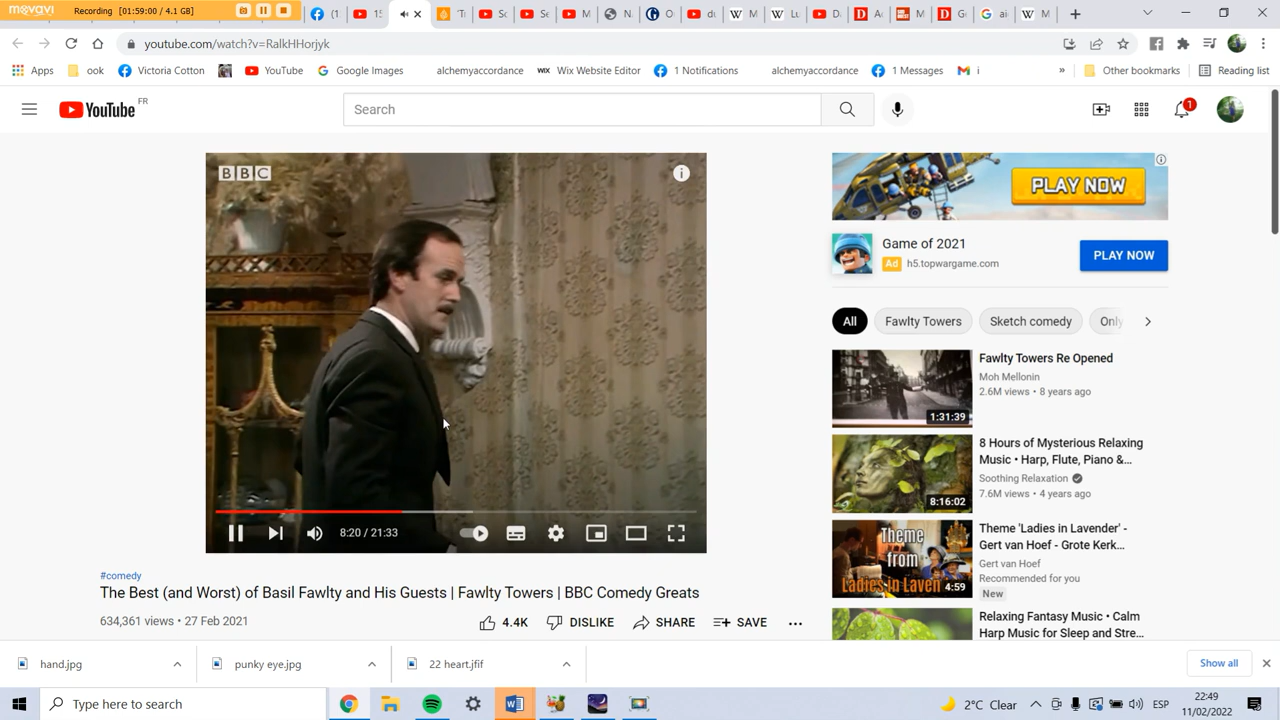 movavi Recording [01:59:00 / 4.1 GB]
youtube.com/watch?v=RalkHHorjyk
Apps ook Victoria Cotton YouTube Google Images alchemyaccordance WIX Wix Website Editor 1 Notifications alchemyaccordance 1 Messages i » Other bookmarks Reading list
YouTube FR
Search
1
BBC
PLAY NOW
Game of 2021
Ad h5.topwargame.com
PLAY NOW
All Fawlty Towers Sketch comedy Only
Fawlty Towers Re Opened
Moh Mellonin
2.6M views • 8 years ago
1:31:39
8 Hours of Mysterious Relaxing
Music • Harp, Flute, Piano &...
Soothing Relaxation
7.6M views • 4 years ago
8:16:02
Theme 'Ladies in Lavender' -
Gert van Hoef - Grote Kerk...
Gert van Hoef
Recommended for you
New
Theme
from
Ladies in Laven
4:59
Relaxing Fantasy Music • Calm
Harp Music for Sleep and Stre...
8:20 / 21:33
#comedy
The Best (and Worst) of Basil Fawlty and His Guests | Fawlty Towers | BBC Comedy Greats
634,361 views • 27 Feb 2021
4.4K DISLIKE SHARE SAVE
hand.jpg punky eye.jpg 22 heart.jfif Show all
Type here to search
2°C Clear ESP
22:49
11/02/2022